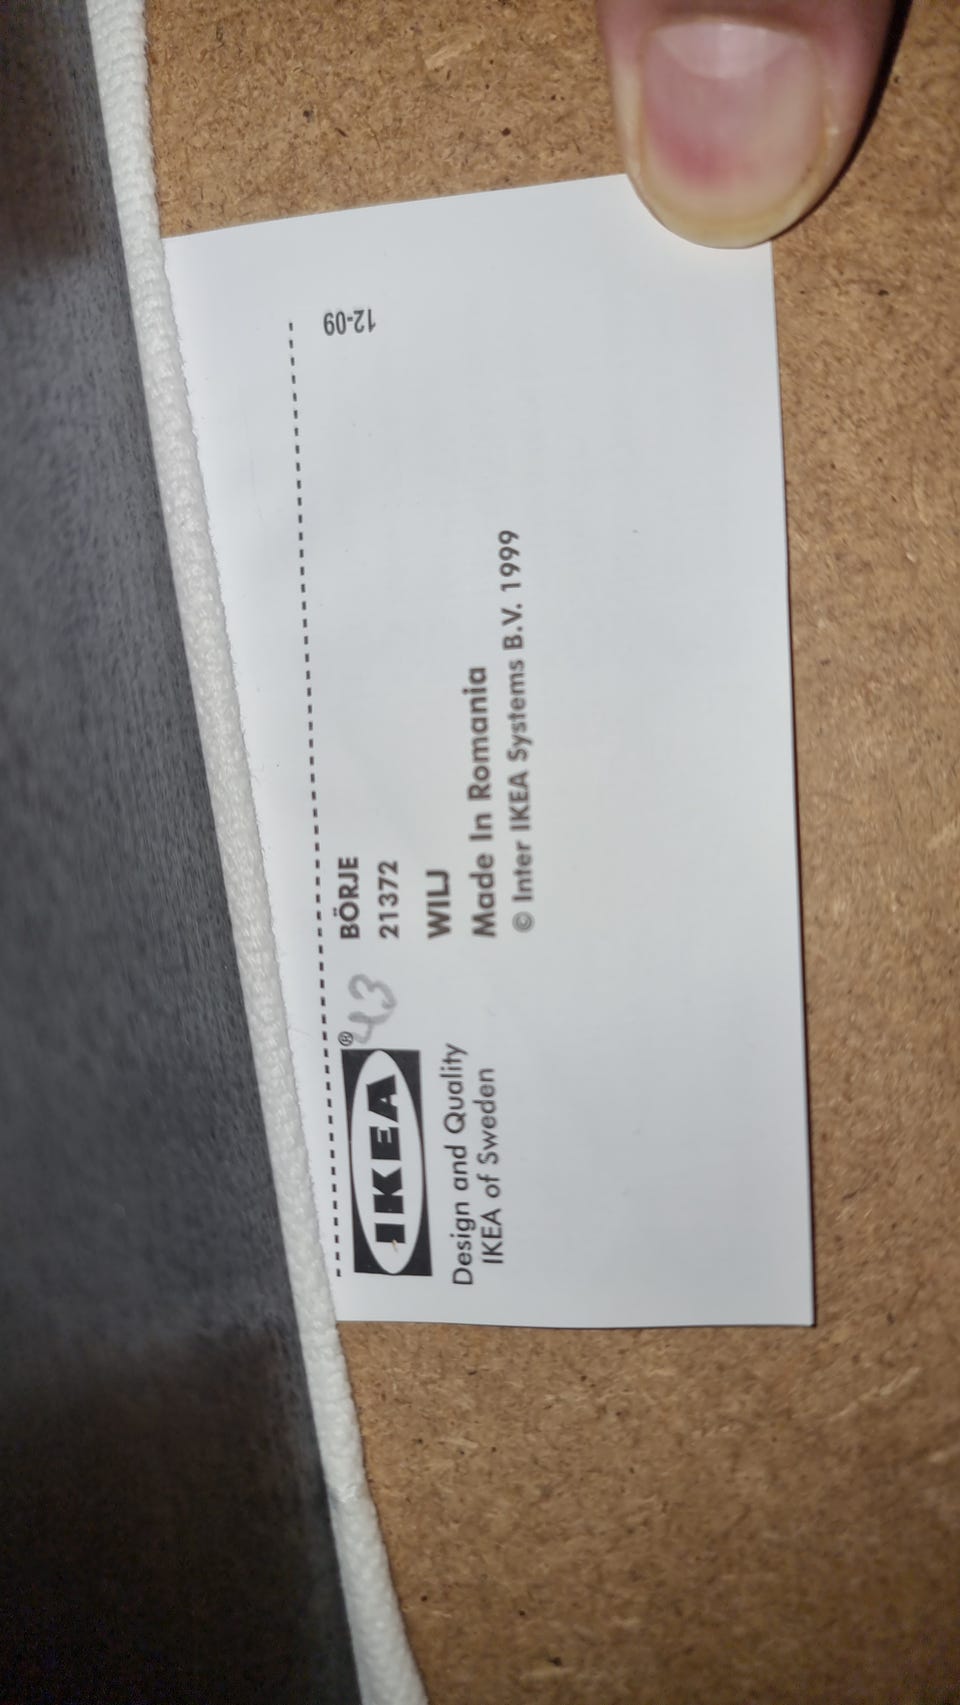 12-09
IKEA®
43
Design and Quality
IKEA of Sweden
BÖRJE
21372
WILJ
Made In Romania
© Inter IKEA Systems B.V. 1999